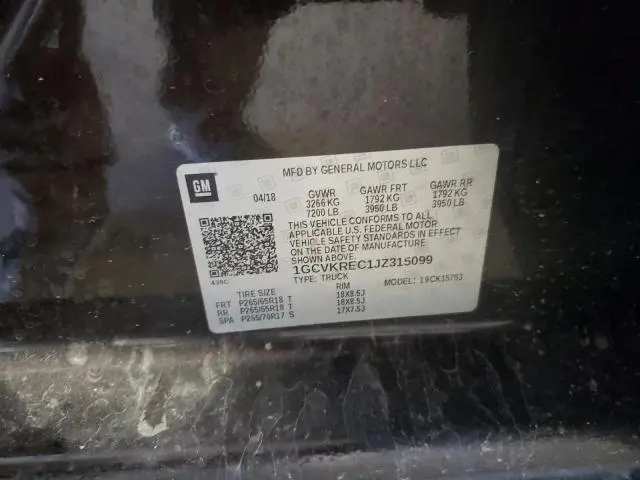 MFD BY GENERAL MOTORS LLC
GM
04/18
GVWR GAWR FRT GAWR RR
3266 KG 1792 KG 1792 KG
7200 LB 3950 LB 3950 LB
THIS VEHICLE CONFORMS TO ALL
APPLICABLE U.S. FEDERAL MOTOR
VEHICLE SAFETY STANDARDS IN EFFECT
ON THE DATE OF MANUFACTURE
SHOWN ABOVE.
1GCVKREC1JZ315099
TYPE: TRUCK MODEL: 19CK15753
TIRE SIZE RIM
FRT P265/65R18 T 18X8.5J
RR P265/65R18 T 18X8.5J
SPA P255/70R17 S 17X7.5J